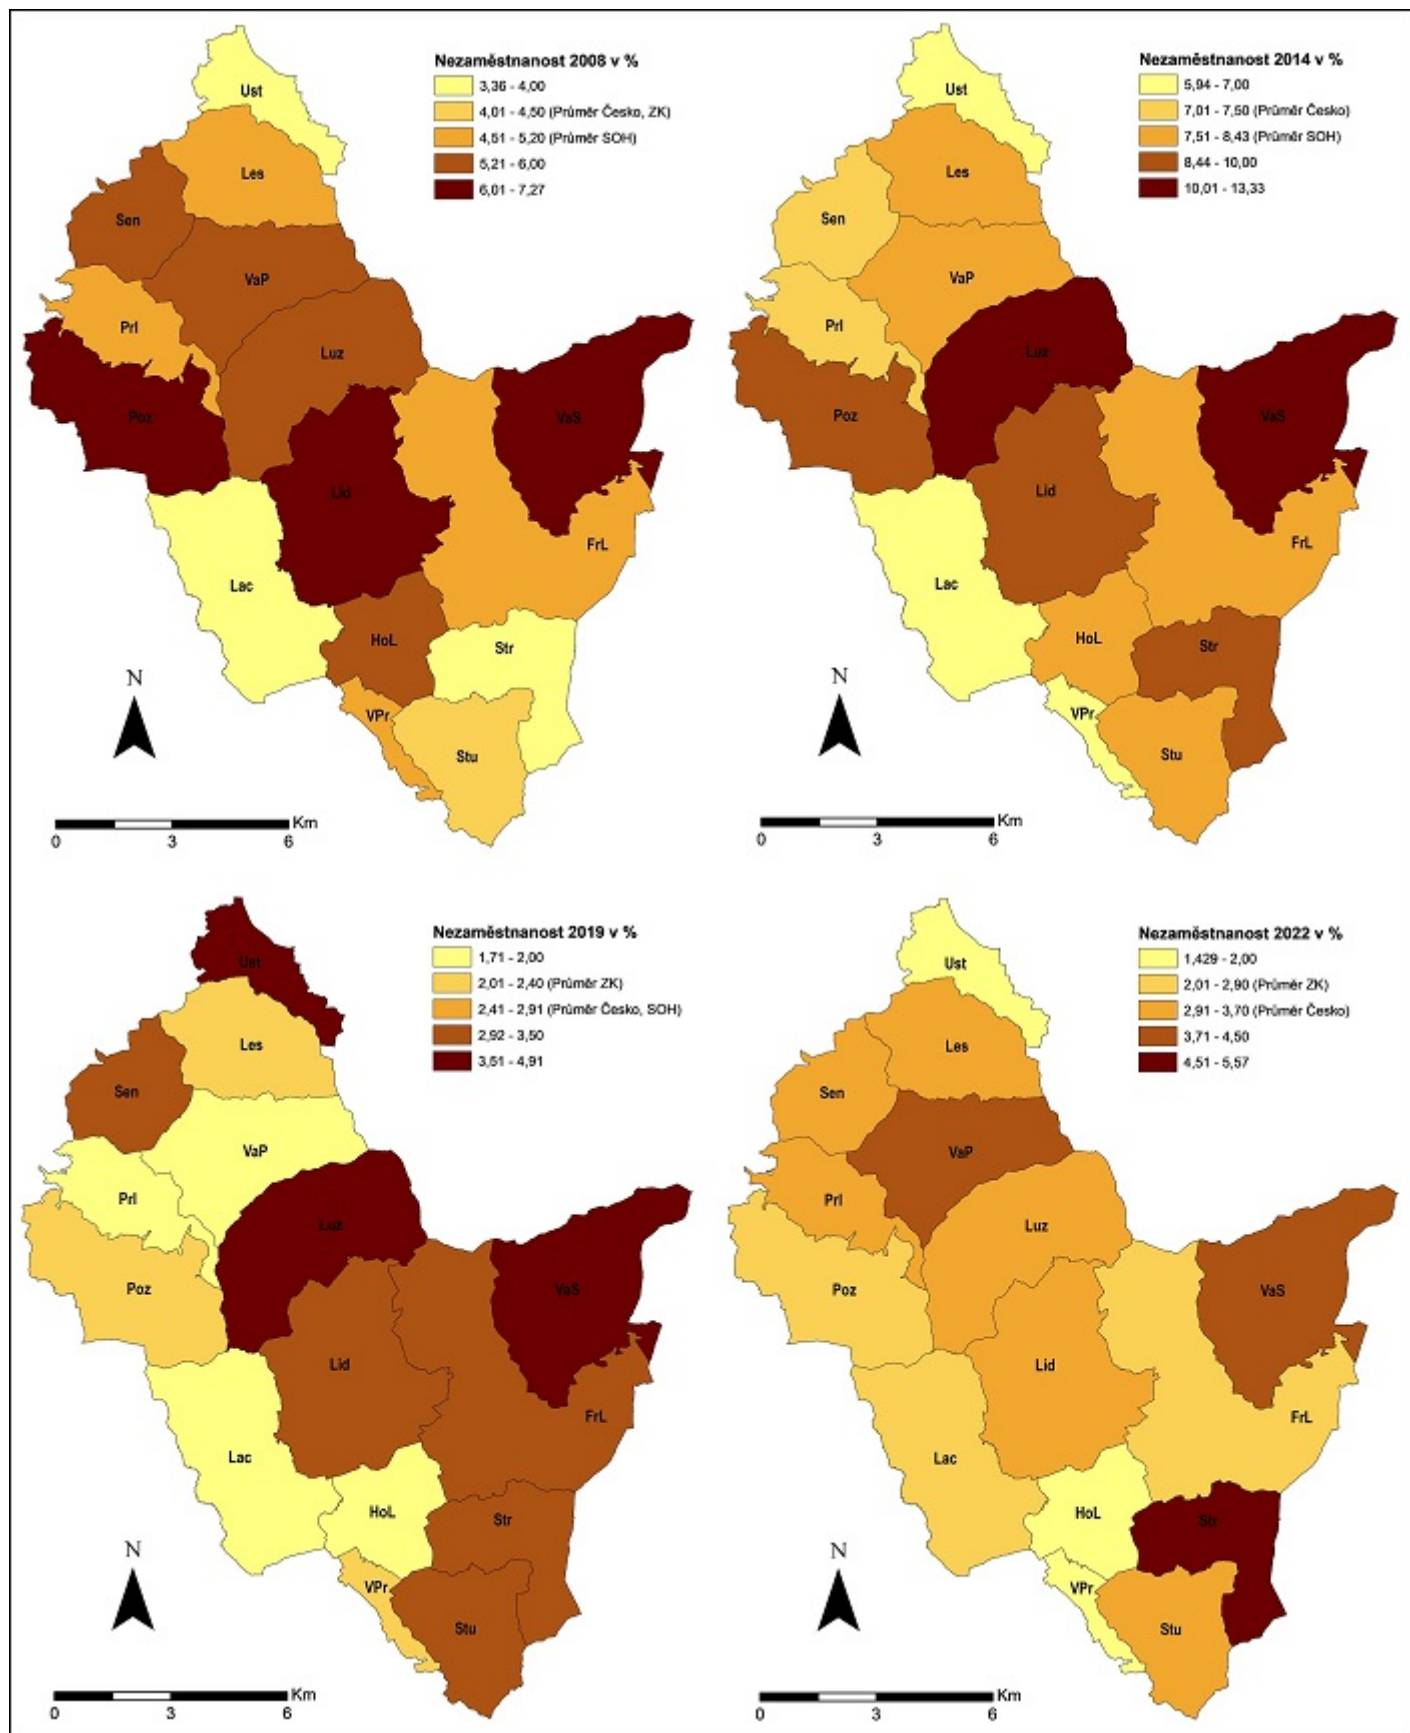 Nezaměstnanost 2008 v %
3,36 - 4,00
4,01 - 4,50 (Průměr Česko, ZK)
4,51 - 5,20 (Průměr SOH)
5,21 - 6,00
6,01 - 7,27
Ust
Les
Sen
VaP
Prl
Luz
Poz
VaS
Lid
FrL
Lac
HoL
Str
VPr
Stu
N
Km
0 3 6
Nezaměstnanost 2014 v %
5,94 - 7,00
7,01 - 7,50 (Průměr Česko)
7,51 - 8,43 (Průměr SOH)
8,44 - 10,00
10,01 - 13,33
Ust
Les
Sen
VaP
Prl
Luz
Poz
VaS
Lid
FrL
Lac
HoL
Str
VPr
Stu
N
Km
0 3 6
Nezaměstnanost 2019 v %
1,71 - 2,00
2,01 - 2,40 (Průměr ZK)
2,41 - 2,91 (Průměr Česko, SOH)
2,92 - 3,50
3,51 - 4,91
Ust
Les
Sen
VaP
Prl
Luz
Poz
VaS
Lid
FrL
Lac
HoL
Str
VPr
Stu
N
Km
0 3 6
Nezaměstnanost 2022 v %
1,429 - 2,00
2,01 - 2,90 (Průměr ZK)
2,91 - 3,70 (Průměr Česko)
3,71 - 4,50
4,51 - 5,57
Ust
Les
Sen
VaP
Prl
Luz
Poz
VaS
Lid
FrL
Lac
HoL
Str
VPr
Stu
N
Km
0 3 6